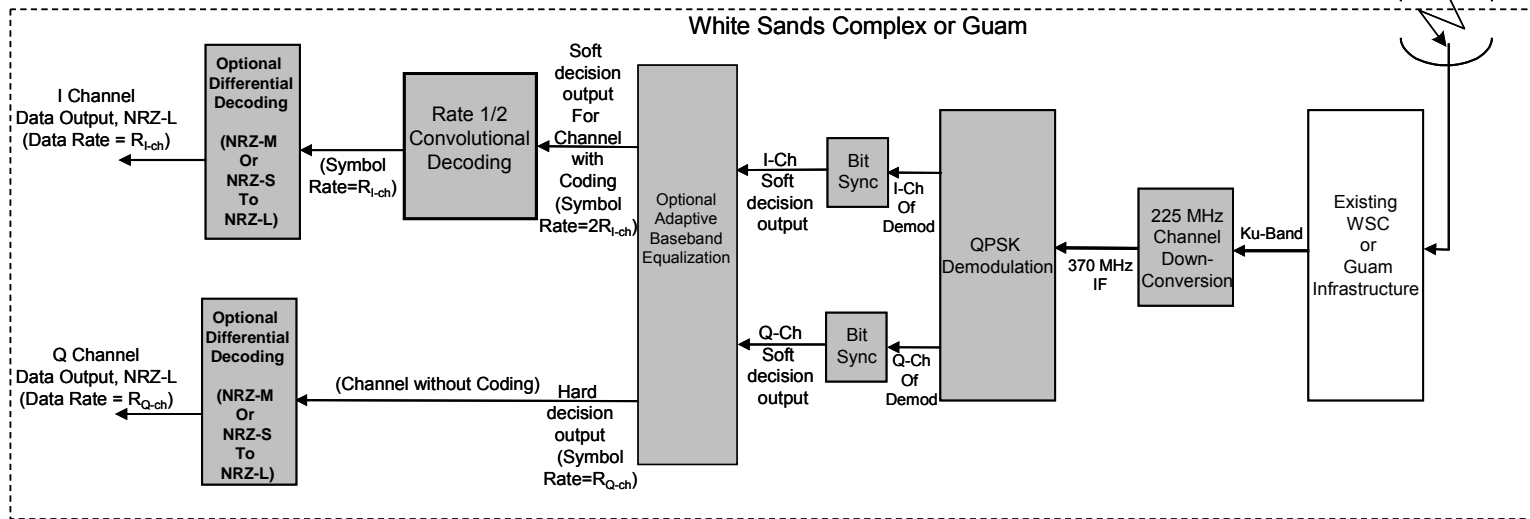 White Sands Complex or Guam
I Channel
Data Output, NRZ-L
(Data Rate = RI-ch)
Optional
Differential
Decoding
(NRZ-M
Or
NRZ-S
To
NRZ-L)
(Symbol
Rate=RI-ch)
Rate 1/2
Convolutional
Decoding
Soft
decision
output
For
Channel
with
Coding
(Symbol
Rate=2RI-ch)
Optional
Adaptive
Baseband
Equalization
I-Ch
Soft
decision
output
Bit
Sync
I-Ch
Of
Demod
QPSK
Demodulation
370 MHz
IF
225 MHz
Channel
Down-
Conversion
Ku-Band
Existing
WSC
or
Guam
Infrastructure
Q Channel
Data Output, NRZ-L
(Data Rate = RQ-ch)
Optional
Differential
Decoding
(NRZ-M
Or
NRZ-S
To
NRZ-L)
(Channel without Coding)
Hard
decision
output
(Symbol
Rate=RQ-ch)
Q-Ch
Soft
decision
output
Bit
Sync
Q-Ch
Of
Demod